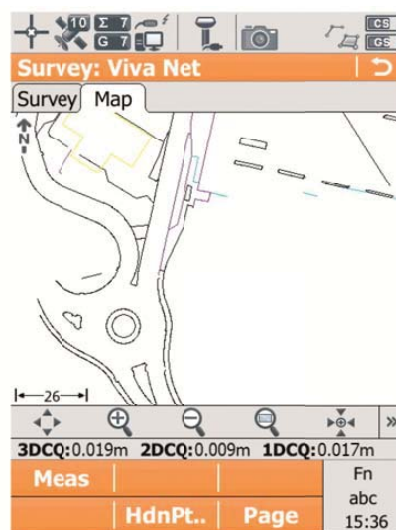 10 Σ 7 CS
G 7 GS
Survey: Viva Net
Survey Map
N
26
3DCQ:0.019m 2DCQ:0.009m 1DCQ:0.017m
Meas Fn
abc
HdnPt.. Page 15:36